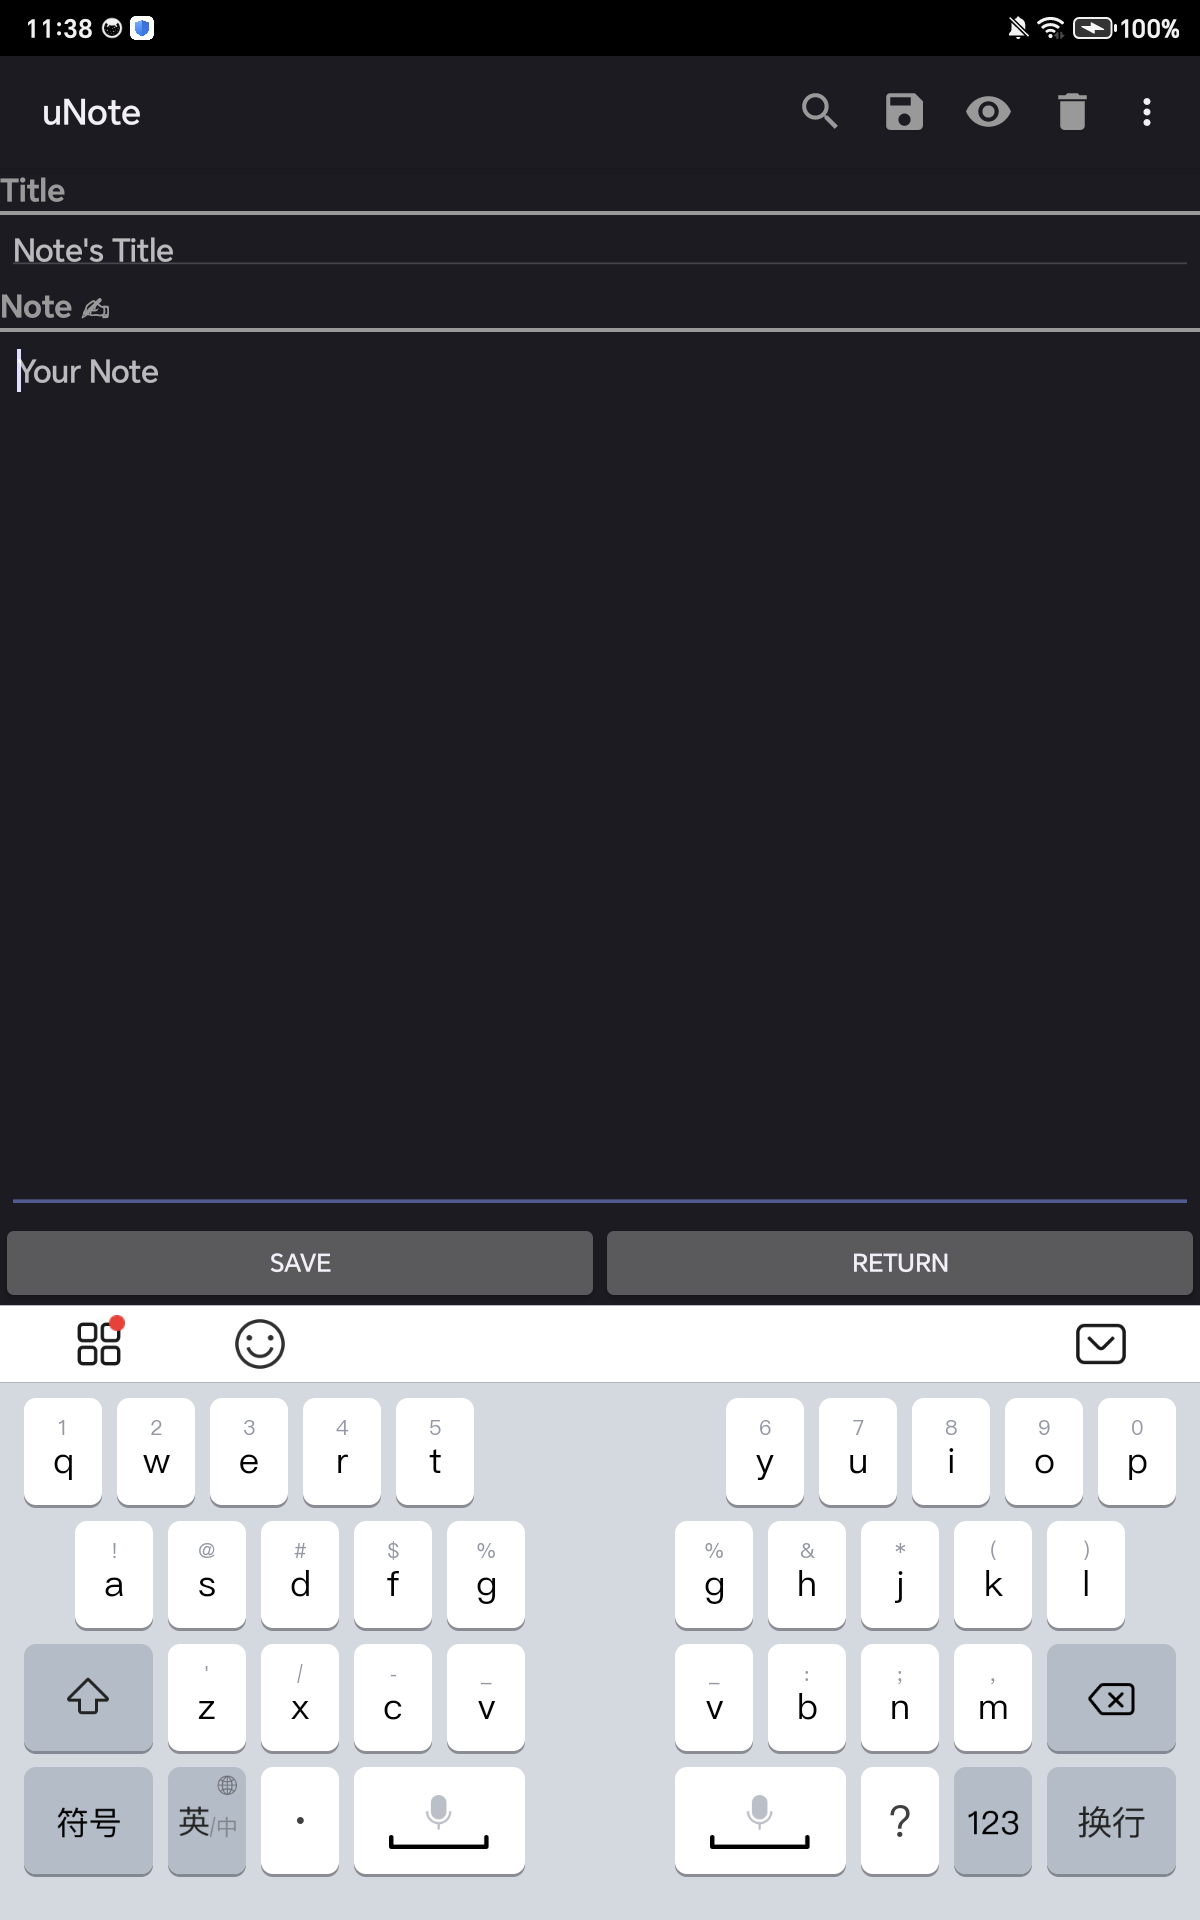 11:38 100%
uNote
Title
Note's Title
Note ✍
Your Note
SAVE RETURN
1 2 3 4 5 6 7 8 9 0
q w e r t y u i o p
! @ # $ % % & * ( )
a s d f g g h j k l
' / - _ _ : ; ,
z x c v v b n m
符号 英/中 . ? 123 换行